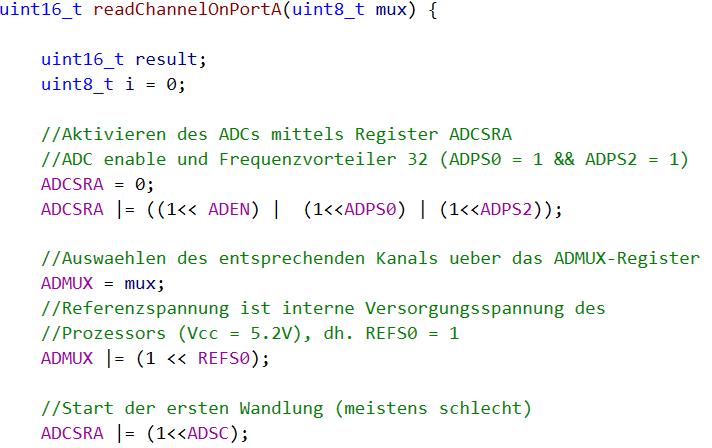 uint16_t readChannelOnPortA(uint8_t mux) {
uint16_t result;
uint8_t i = 0;
//Aktivieren des ADCs mittels Register ADCSRA
//ADC enable und Frequenzvorteiler 32 (ADPS0 = 1 && ADPS2 = 1)
ADCSRA = 0;
ADCSRA |= ((1<< ADEN) |  (1<<ADPS0) | (1<<ADPS2));
//Auswaehlen des entsprechenden Kanals ueber das ADMUX-Register
ADMUX = mux;
//Referenzspannung ist interne Versorgungsspannung des
//Prozessors (Vcc = 5.2V), dh. REFS0 = 1
ADMUX |= (1 << REFS0);
//Start der ersten Wandlung (meistens schlecht)
ADCSRA |= (1<<ADSC);